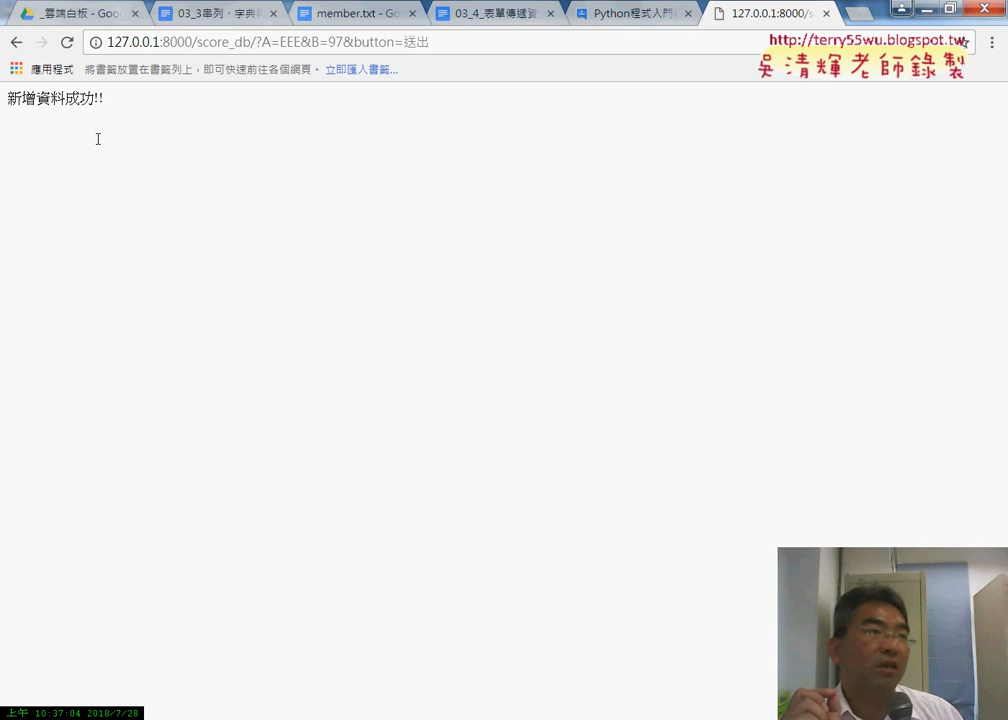 _雲端白板 - Goo
03_3串列、字典與
member.txt - Go
03_4_表單傳遞資
Python程式入門
127.0.0.1:8000/s
127.0.0.1:8000/score_db/?A=EEE&B=97&button=送出
http://terry55wu.blogspot.tw
應用程式
將書籤放置在書籤列上，即可快速前往各個網頁。
立即匯入書籤...
吳清輝老師錄製
新增資料成功!!
上午 10:37:04 2018/7/28